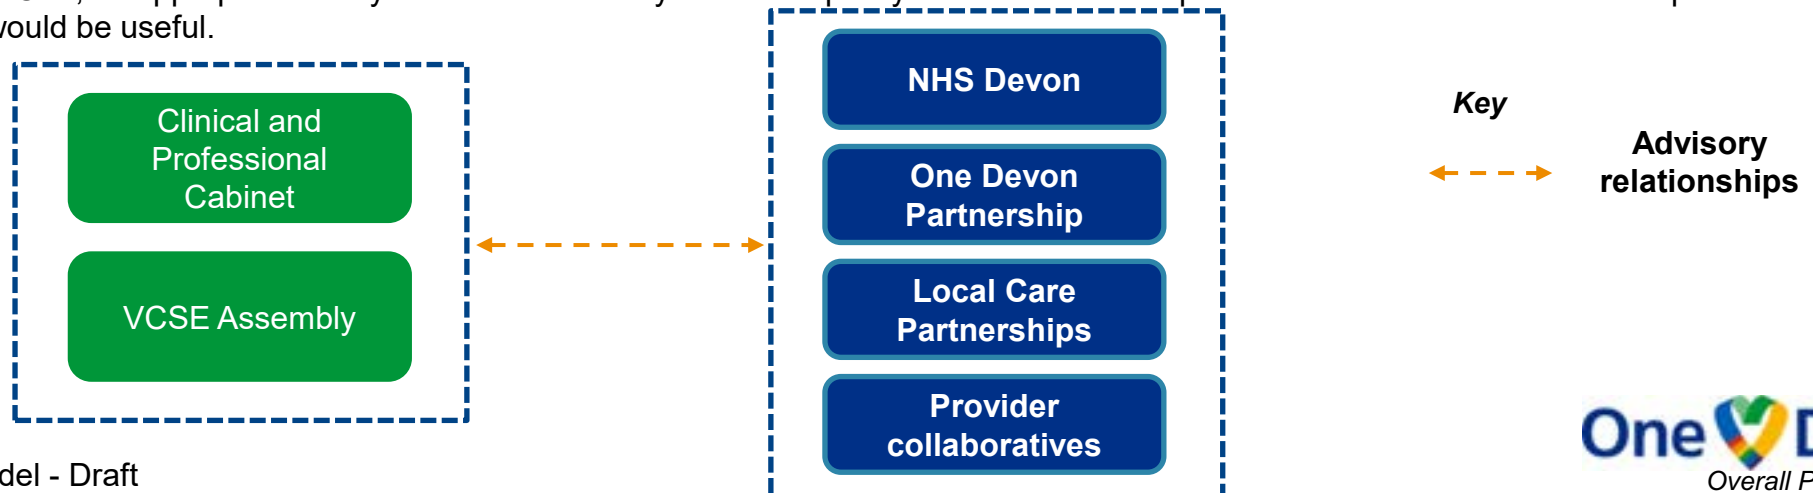 would be useful.
Clinical and
Professional
Cabinet
VCSE Assembly
NHS Devon
One Devon
Partnership
Local Care
Partnerships
Provider
collaboratives
Key
Advisory
relationships
One
del - Draft
Overall P